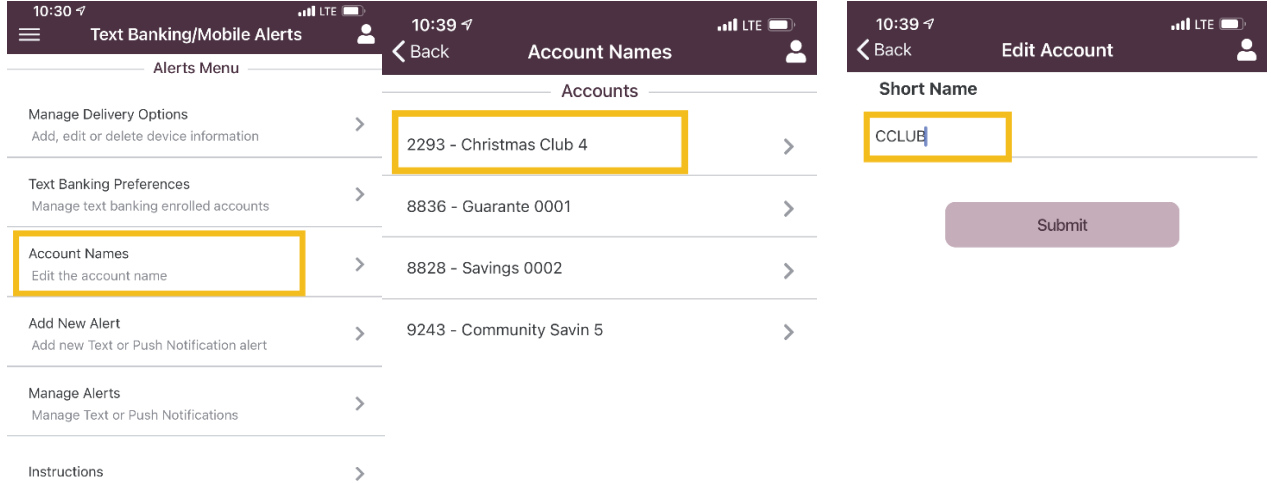 10:30
LTE
Text Banking/Mobile Alerts
Alerts Menu
Manage Delivery Options
Add, edit or delete device information
Text Banking Preferences
Manage text banking enrolled accounts
Account Names
Edit the account name
Add New Alert
Add new Text or Push Notification alert
Manage Alerts
Manage Text or Push Notifications
Instructions
10:39
LTE
Back
Account Names
Accounts
2293 - Christmas Club 4
8836 - Guarante 0001
8828 - Savings 0002
9243 - Community Savin 5
10:39
LTE
Back
Edit Account
Short Name
CCLUB
Submit